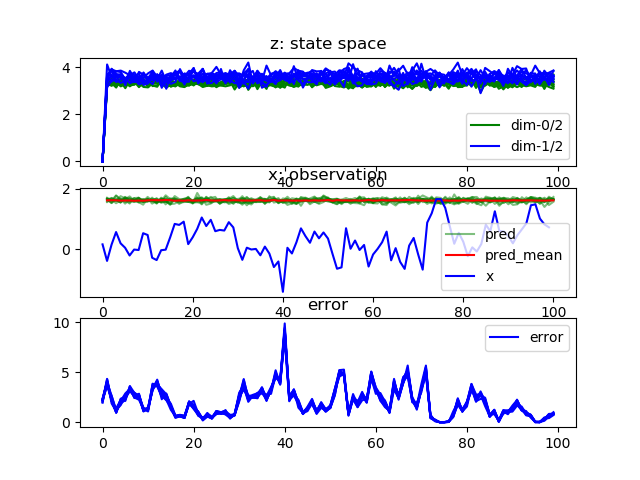 z: state space
4
2
0
dim-0/2
dim-1/2
0 20 40 60 80 100
x: observation
2
0
pred
pred_mean
x
0 20 40 60 80 100
error
10
5
0
error
0 20 40 60 80 100